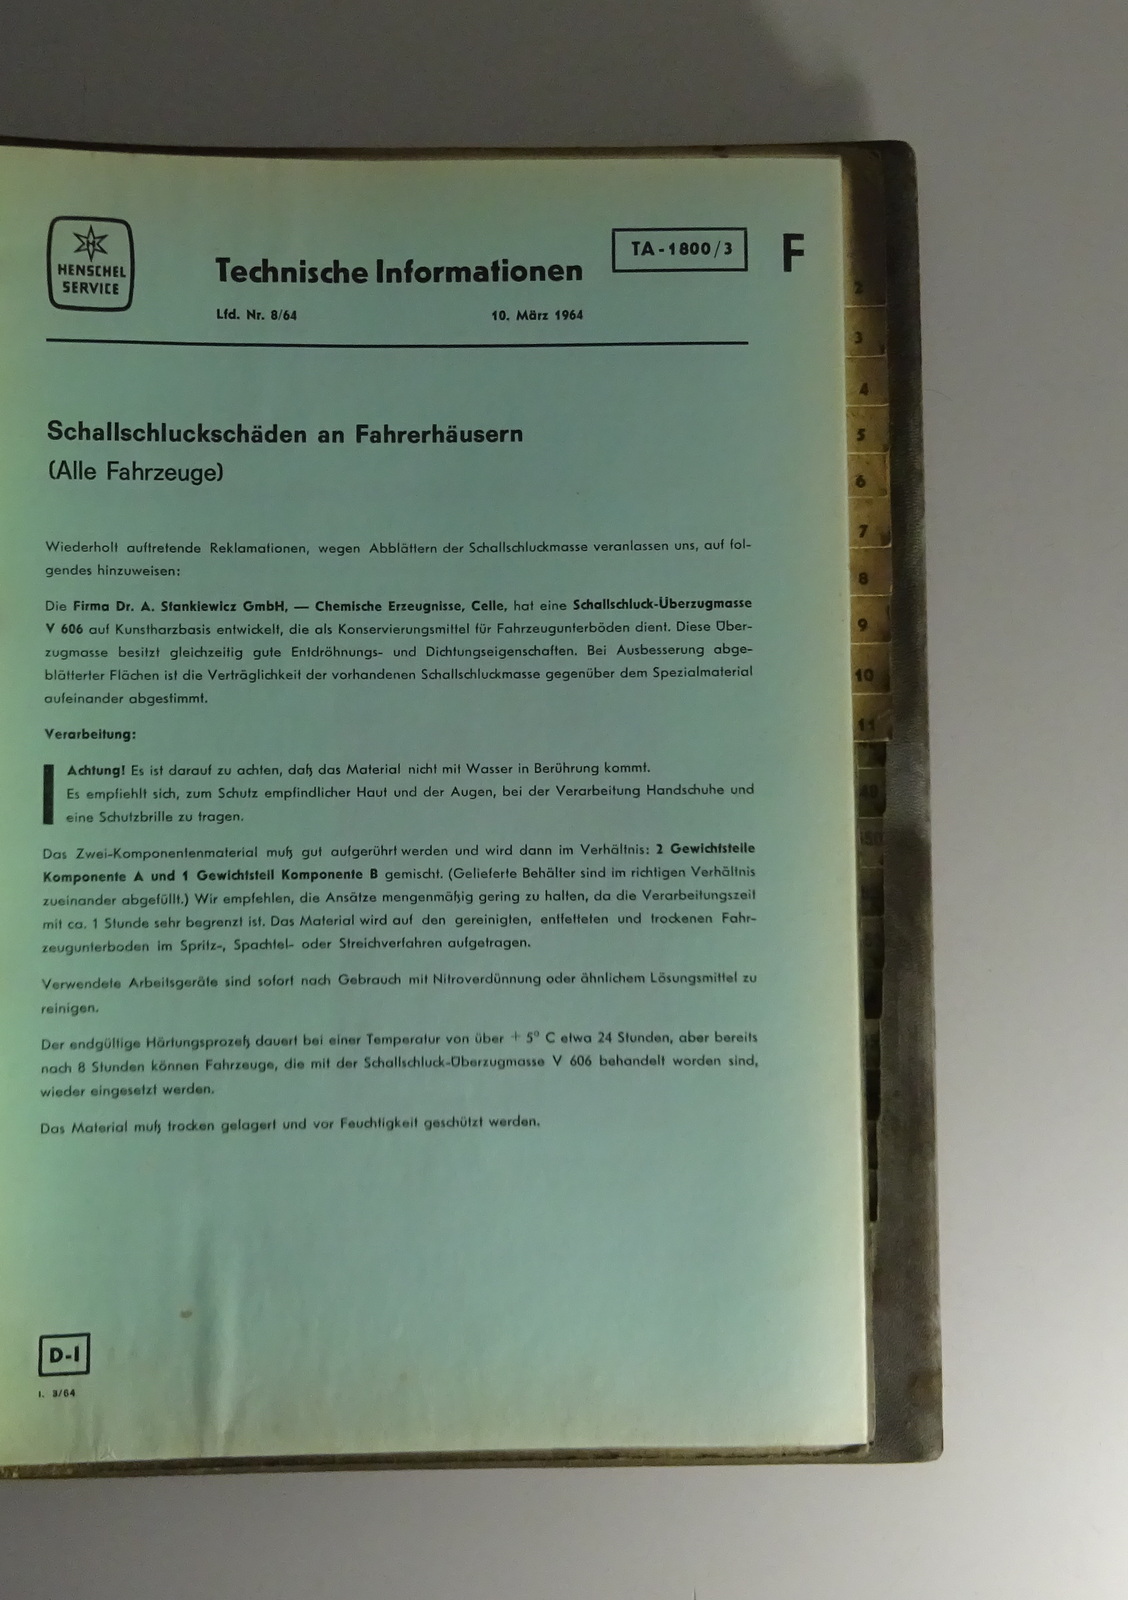 HENSCHEL
SERVICE
Technische Informationen
TA-1800/3
F
Lfd. Nr. 8/64
10. März 1964
Schallschluckschäden an Fahrerhäusern
(Alle Fahrzeuge)
Wiederholt auftretende Reklamationen, wegen Abblättern der Schallschluckmasse veranlassen uns, auf fol-
gendes hinzuweisen:
Die Firma Dr. A. Stankiewicz GmbH, — Chemische Erzeugnisse, Celle, hat eine Schallschluck-Überzugmasse
V 606 auf Kunstharzbasis entwickelt, die als Konservierungsmittel für Fahrzeugunterböden dient. Diese Über-
zugmasse besitzt gleichzeitig gute Entdröhnungs- und Dichtungseigenschaften. Bei Ausbesserung abge-
blätterter Flächen ist die Verträglichkeit der vorhandenen Schallschluckmasse gegenüber dem Spezialmaterial
aufeinander abgestimmt.
Verarbeitung:
Achtung! Es ist darauf zu achten, daß das Material nicht mit Wasser in Berührung kommt.
Es empfiehlt sich, zum Schutz empfindlicher Haut und der Augen, bei der Verarbeitung Handschuhe und
eine Schutzbrille zu tragen.
Das Zwei-Komponentenmaterial muß gut aufgerührt werden und wird dann im Verhältnis: 2 Gewichtsteile
Komponente A und 1 Gewichtsteil Komponente B gemischt. (Gelieferte Behälter sind im richtigen Verhältnis
zueinander abgefüllt.) Wir empfehlen, die Ansätze mengenmäßig gering zu halten, da die Verarbeitungszeit
mit ca. 1 Stunde sehr begrenzt ist. Das Material wird auf den gereinigten, entfetteten und trockenen Fahr-
zeugunterboden im Spritz-, Spachtel- oder Streichverfahren aufgetragen.
Verwendete Arbeitsgeräte sind sofort nach Gebrauch mit Nitroverdünnung oder ähnlichem Lösungsmittel zu
reinigen.
Der endgültige Härtungsprozeß dauert bei einer Temperatur von über + 5° C etwa 24 Stunden, aber bereits
nach 8 Stunden können Fahrzeuge, die mit der Schallschluck-Überzugmasse V 606 behandelt worden sind,
wieder eingesetzt werden.
Das Material muß trocken gelagert und vor Feuchtigkeit geschützt werden.
D-I
I. 3/64
2
3
4
5
6
7
8
9
10
11